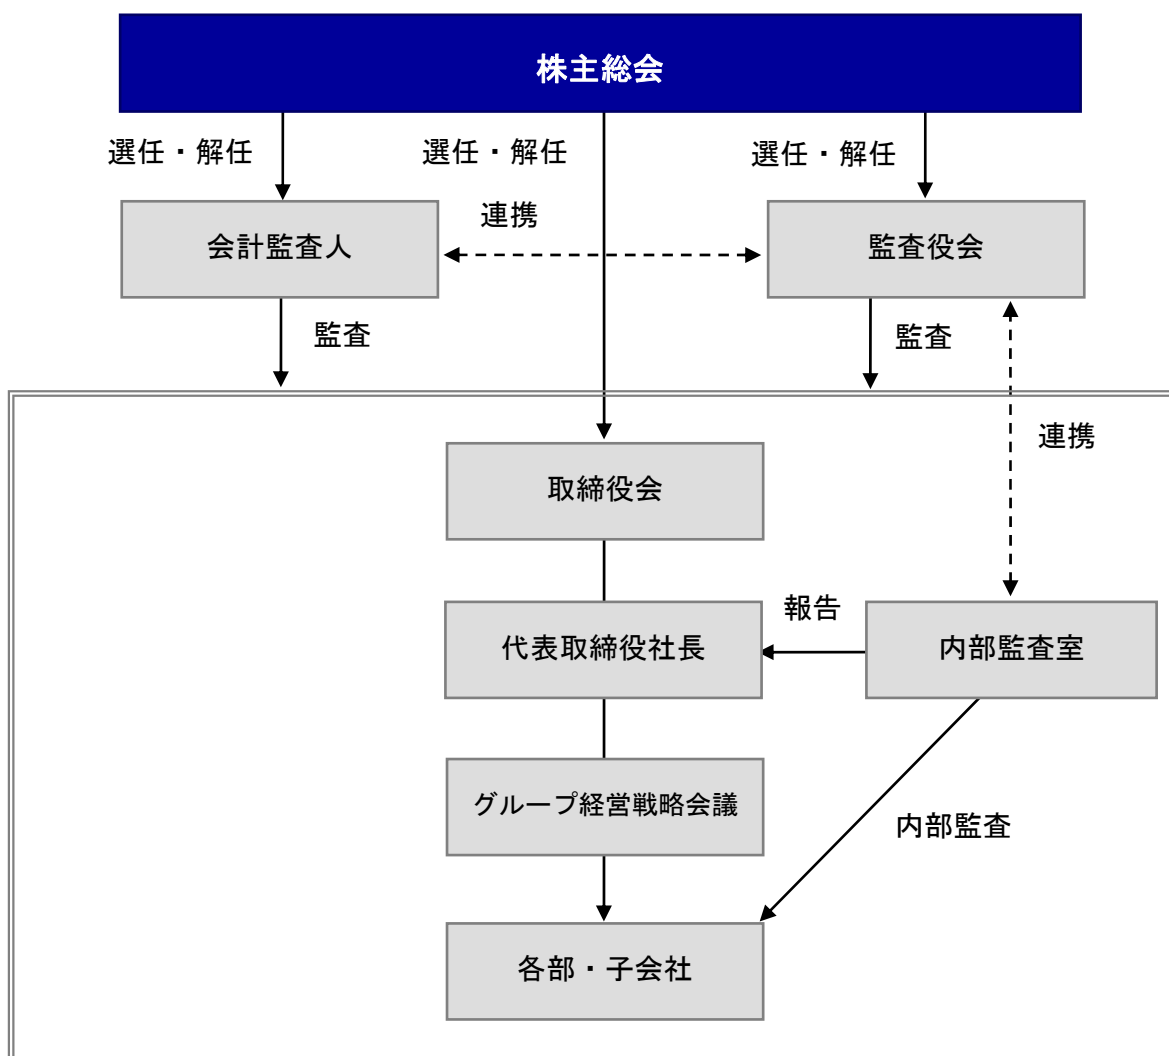 株主総会
選任・解任
選任・解任
選任・解任
会計監査人
連携
監査役会
監査
監査
連携
取締役会
報告
代表取締役社長
内部監査室
グループ経営戦略会議
内部監査
各部・子会社